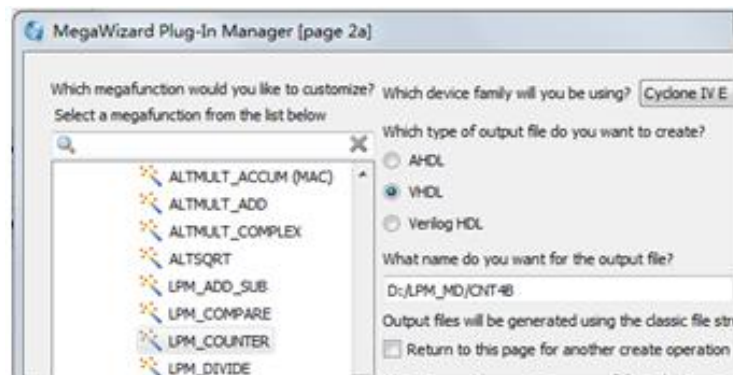 MegaWizard Plug-In Manager [page 2a]
Which megafunction would you like to customize?
Select a megafunction from the list below
ALTMULT_ACCUM (MAC)
ALTMULT_ADD
ALTMULT_COMPLEX
ALTSQRT
LPM_ADD_SUB
LPM_COMPARE
LPM_COUNTER
LPM_DIVIDE
Which device family will you be using? Cyclone IV E
Which type of output file do you want to create?
AHDL
VHDL
Verilog HDL
What name do you want for the output file?
D:/LPM_MD/CNT4B
Output files will be generated using the classic file str
Return to this page for another create operation